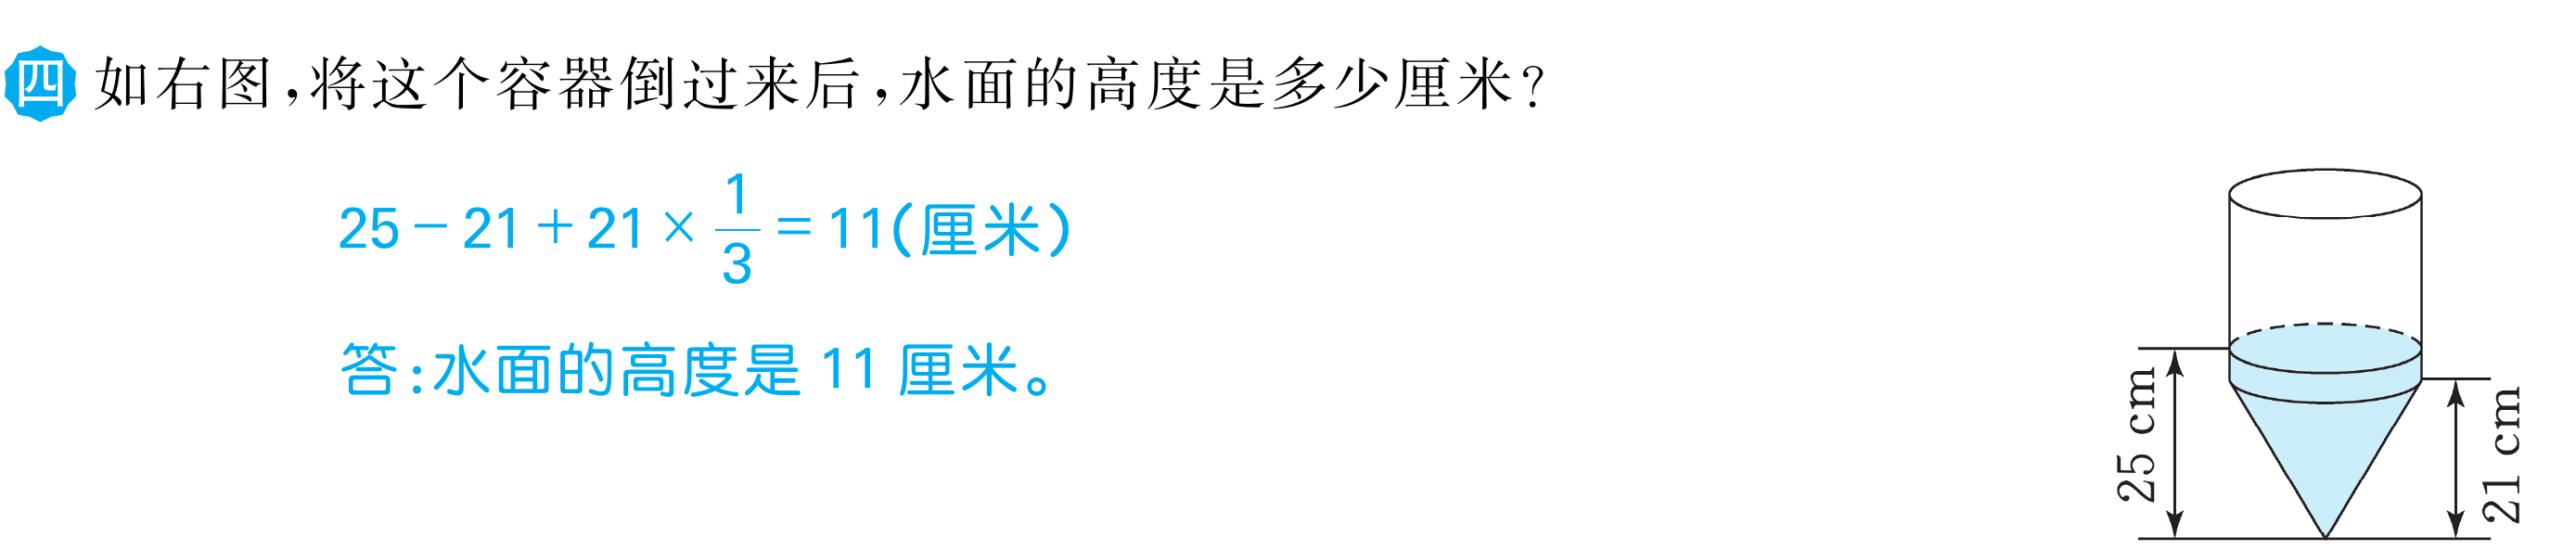 四 如右图,将这个容器倒过来后,水面的高度是多少厘米?
25－21＋21×1/3＝11(厘米)
答:水面的高度是 11 厘米。
25 cm
21 cm